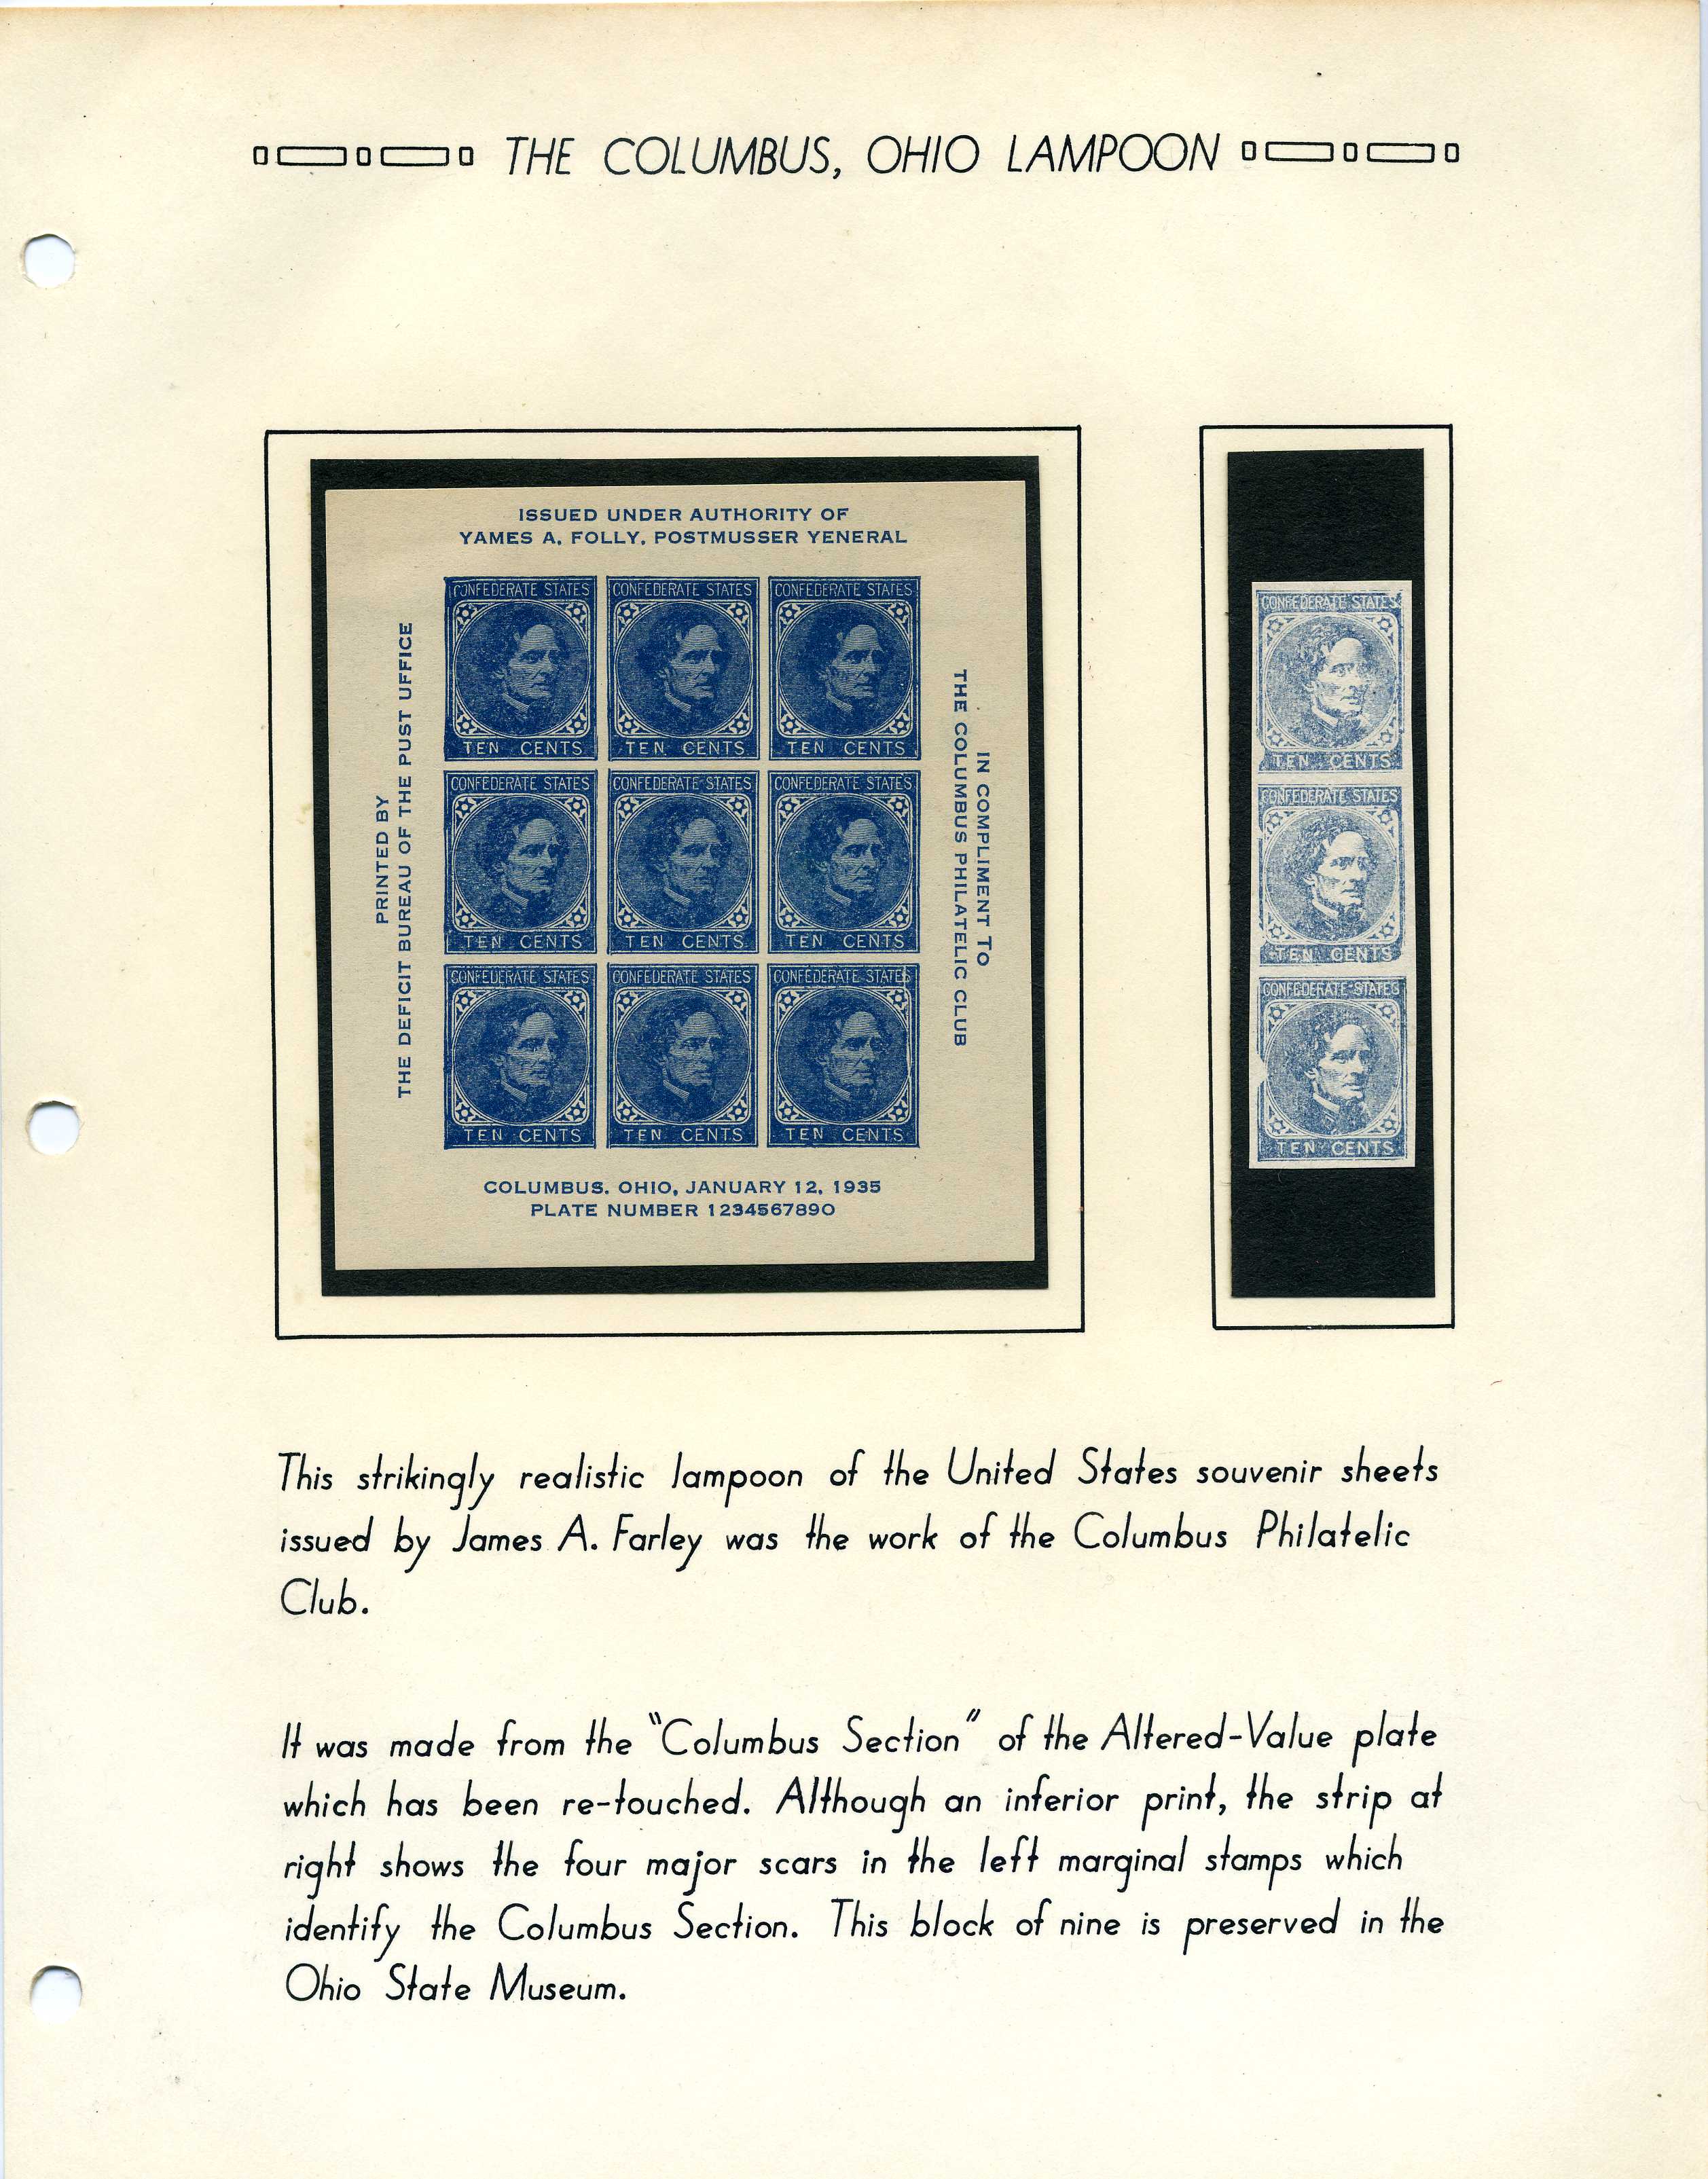 THE COLUMBUS, OHIO LAMPOON
ISSUED UNDER AUTHORITY OF
YAMES A. FOLLY, POSTMUSSER YENERAL
PRINTED BY
THE DEFICIT BUREAU OF THE PUST UFFICE
CONFEDERATE STATES CONFEDERATE STATES CONFEDERATE STATES
TEN CENTS TEN CENTS TEN CENTS
CONFEDERATE STATES CONFEDERATE STATES CONFEDERATE STATES
TEN CENTS TEN CENTS TEN CENTS
CONFEDERATE STATES CONFEDERATE STATES CONFEDERATE STATES
TEN CENTS TEN CENTS TEN CENTS
IN COMPLIMENT TO
THE COLUMBUS PHILATELIC CLUB
COLUMBUS, OHIO, JANUARY 12, 1935
PLATE NUMBER 1234567890
CONFEDERATE STATES
TEN CENTS
CONFEDERATE STATES
TEN CENTS
CONFEDERATE STATES
TEN CENTS
This strikingly realistic lampoon of the United States souvenir sheets
issued by James A. Farley was the work of the Columbus Philatelic
Club.
It was made from the "Columbus Section" of the Altered-Value plate
which has been re-touched. Although an inferior print, the strip at
right shows the four major scars in the left marginal stamps which
identify the Columbus Section. This block of nine is preserved in the
Ohio State Museum.